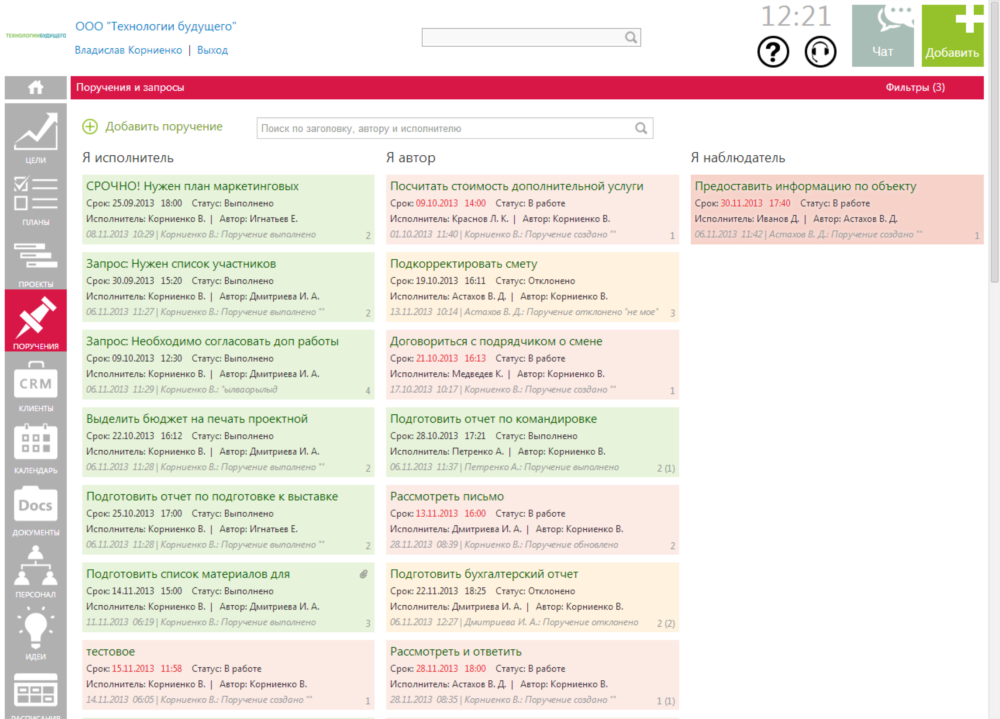 ТЕХНОЛОГИИБУДУЩЕГО
ООО "Технологии будущего"
Владислав Корниенко | Выход
12:21
?
Чат
Добавить
Поручения и запросы
Фильтры (3)
ЦЕЛИ
ПЛАНЫ
ПРОЕКТЫ
ПОРУЧЕНИЯ
CRM
КЛИЕНТЫ
КАЛЕНДАРЬ
Docs
ДОКУМЕНТЫ
ПЕРСОНАЛ
ИДЕИ
РАСПИСАНИЯ
Добавить поручение
Поиск по заголовку, автору и исполнителю
Я исполнитель
СРОЧНО! Нужен план маркетинговых
Срок: 25.09.2013 18:00 Статус: Выполнено
Исполнитель: Корниенко В. | Автор: Игнатьев Е.
08.11.2013 10:29 | Корниенко В.: Поручение выполнено 2
Запрос: Нужен список участников
Срок: 30.09.2013 15:20 Статус: Выполнено
Исполнитель: Корниенко В. | Автор: Дмитриева И. А.
06.11.2013 11:27 | Корниенко В.: Поручение выполнено "" 2
Запрос: Необходимо согласовать доп работы
Срок: 09.10.2013 12:30 Статус: Выполнено
Исполнитель: Корниенко В. | Автор: Дмитриева И. А.
06.11.2013 11:29 | Корниенко В.: "ылваорылыд 4
Выделить бюджет на печать проектной
Срок: 22.10.2013 16:12 Статус: Выполнено
Исполнитель: Корниенко В. | Автор: Дмитриева И. А.
06.11.2013 11:28 | Корниенко В.: Поручение выполнено "" 2
Подготовить отчет по подготовке к выставке
Срок: 25.10.2013 17:00 Статус: Выполнено
Исполнитель: Корниенко В. | Автор: Игнатьев Е.
06.11.2013 11:28 | Корниенко В.: Поручение выполнено "" 2
Подготовить список материалов для
Срок: 14.11.2013 15:00 Статус: Выполнено
Исполнитель: Корниенко В. | Автор: Дмитриева И. А.
11.11.2013 06:19 | Корниенко В.: Поручение выполнено 3
тестовое
Срок: 15.11.2013 11:58 Статус: В работе
Исполнитель: Корниенко В. | Автор: Корниенко В.
14.11.2013 06:05 | Корниенко В.: Поручение создано "" 1
Я автор
Посчитать стоимость дополнительной услуги
Срок: 09.10.2013 14:00 Статус: В работе
Исполнитель: Краснов Л. К. | Автор: Корниенко В.
01.10.2013 11:40 | Корниенко В.: Поручение создано "" 1
Подкорректировать смету
Срок: 19.10.2013 16:11 Статус: Отклонено
Исполнитель: Астахов В. Д. | Автор: Корниенко В.
13.11.2013 10:14 | Астахов В. Д.: Поручение отклонено "не мое" 3
Договориться с подрядчиком о смене
Срок: 21.10.2013 16:13 Статус: В работе
Исполнитель: Медведев К. | Автор: Корниенко В.
17.10.2013 10:17 | Корниенко В.: Поручение создано "" 1
Подготовить отчет по командировке
Срок: 28.10.2013 17:21 Статус: Выполнено
Исполнитель: Петренко А. | Автор: Корниенко В.
06.11.2013 11:37 | Петренко А.: Поручение выполнено 2 (1)
Рассмотреть письмо
Срок: 13.11.2013 16:00 Статус: В работе
Исполнитель: Дмитриева И. А. | Автор: Корниенко В.
28.11.2013 08:39 | Корниенко В.: Поручение обновлено 2
Подготовить бухгалтерский отчет
Срок: 22.11.2013 18:25 Статус: Отклонено
Исполнитель: Дмитриева И. А. | Автор: Корниенко В.
06.11.2013 12:27 | Дмитриева И. А.: Поручение отклонено 2 (2)
Рассмотреть и ответить
Срок: 28.11.2013 18:00 Статус: В работе
Исполнитель: Астахов В. Д. | Автор: Корниенко В.
28.11.2013 08:35 | Корниенко В.: Поручение создано "" 1 (1)
Я наблюдатель
Предоставить информацию по объекту
Срок: 30.11.2013 17:40 Статус: В работе
Исполнитель: Иванов Д. | Автор: Астахов В. Д.
06.11.2013 11:42 | Астахов В. Д.: Поручение создано "" 1